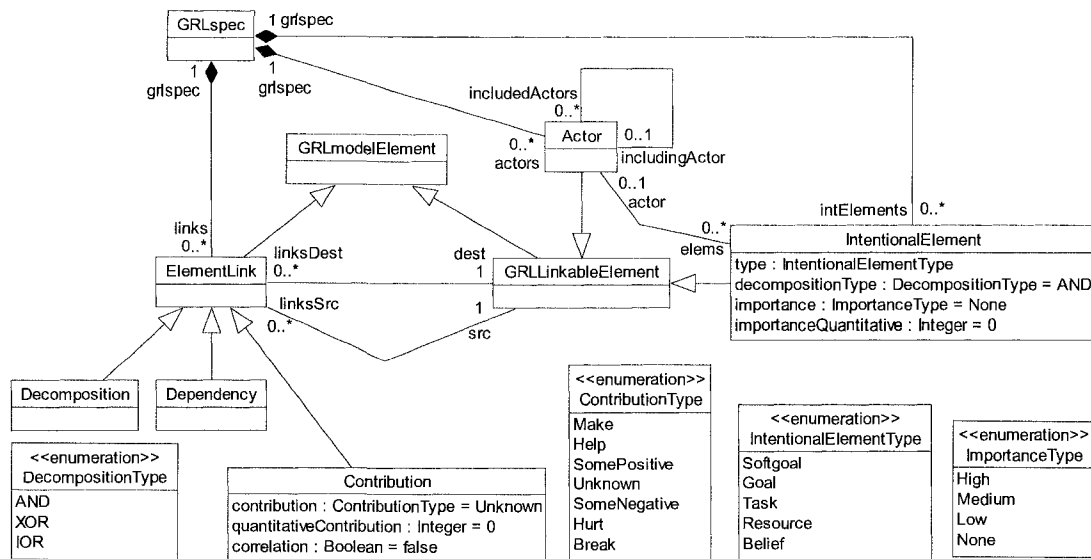 GRLspec
1 grlspec
1
grlspec
1
grlspec
includedActors
0..*
Actor
0..1
includingActor
0..*
actors
0..1
actor
GRLmodelElement
intElements
0..*
links
0..*
linksDest
0..*
dest
1
0..*
elems
ElementLink
GRLLinkableElement
linksSrc
0..*
1
src
IntentionalElement
type : IntentionalElementType
decompositionType : DecompositionType = AND
importance : ImportanceType = None
importanceQuantitative : Integer = 0
Decomposition
Dependency
<<enumeration>>
DecompositionType
AND
XOR
IOR
Contribution
contribution : ContributionType = Unknown
quantitativeContribution : Integer = 0
correlation : Boolean = false
<<enumeration>>
ContributionType
Make
Help
SomePositive
Unknown
SomeNegative
Hurt
Break
<<enumeration>>
IntentionalElementType
Softgoal
Goal
Task
Resource
Belief
<<enumeration>>
ImportanceType
High
Medium
Low
None